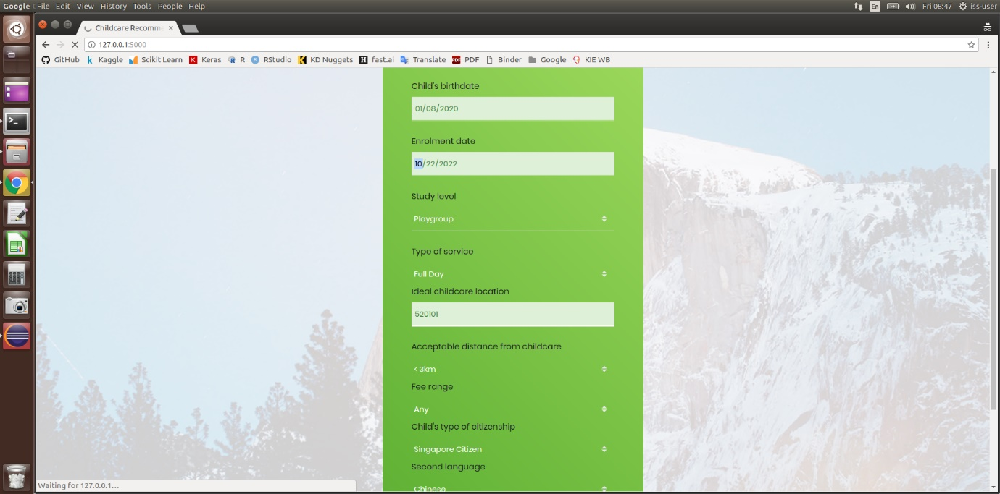 Google File Edit View History Tools People Help En Fri 08:47 iss-user
Childcare Recomme
127.0.0.1:5000
GitHub Kaggle Scikit Learn Keras R RStudio KD Nuggets fast.ai Translate PDF Binder Google KIE WB
Child's birthdate
01/08/2020
Enrolment date
10/22/2022
Study level
Playgroup
Type of service
Full Day
Ideal childcare location
520101
Acceptable distance from childcare
< 3km
Fee range
Any
Child's type of citizenship
Singapore Citizen
Second language
Chinese
Waiting for 127.0.0.1...